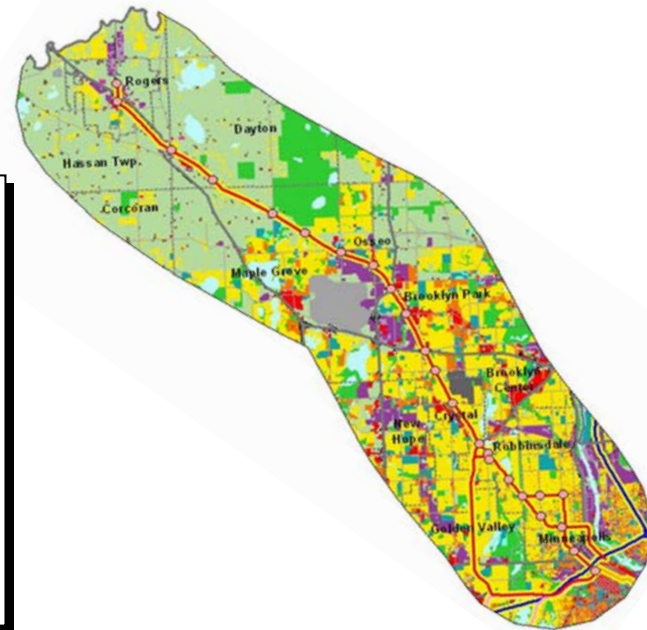 Rogers
Dayton
Hassan Twp.
Corcoran
Osseo
Maple Grove
Brooklyn Park
Brooklyn
Center
Crystal
New
Hope
Robbinsdale
Golden Valley
Minneapolis